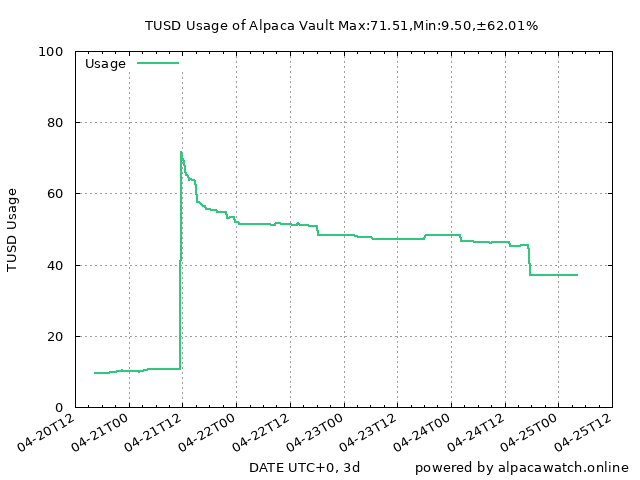 TUSD Usage of Alpaca Vault Max:71.51,Min:9.50,±62.01%
Usage
TUSD Usage
100
80
60
40
20
0
04-20T12
04-21T00
04-21T12
04-22T00
04-22T12
04-23T00
04-23T12
04-24T00
04-24T12
04-25T00
04-25T12
DATE UTC+0, 3d
powered by alpacawatch.online